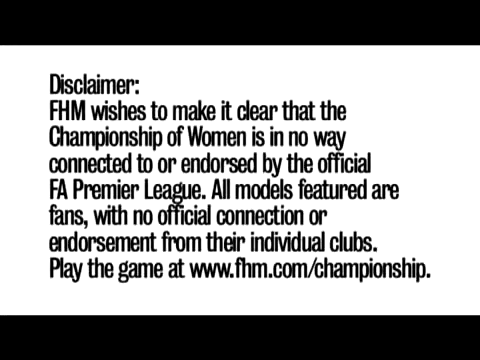 Disclaimer:
FHM wishes to make it clear that the
Championship of Women is in no way
connected to or endorsed by the official
FA Premier League. All models featured are
fans, with no official connection or
endorsement from their individual clubs.
Play the game at www.fhm.com/championship.